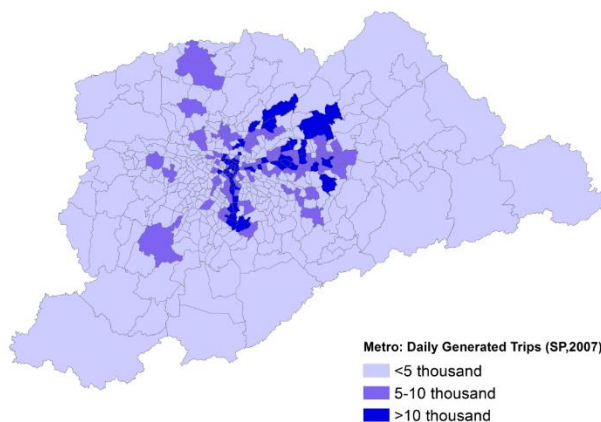 Metro: Daily Generated Trips (SP,2007)
<5 thousand
5-10 thousand
>10 thousand